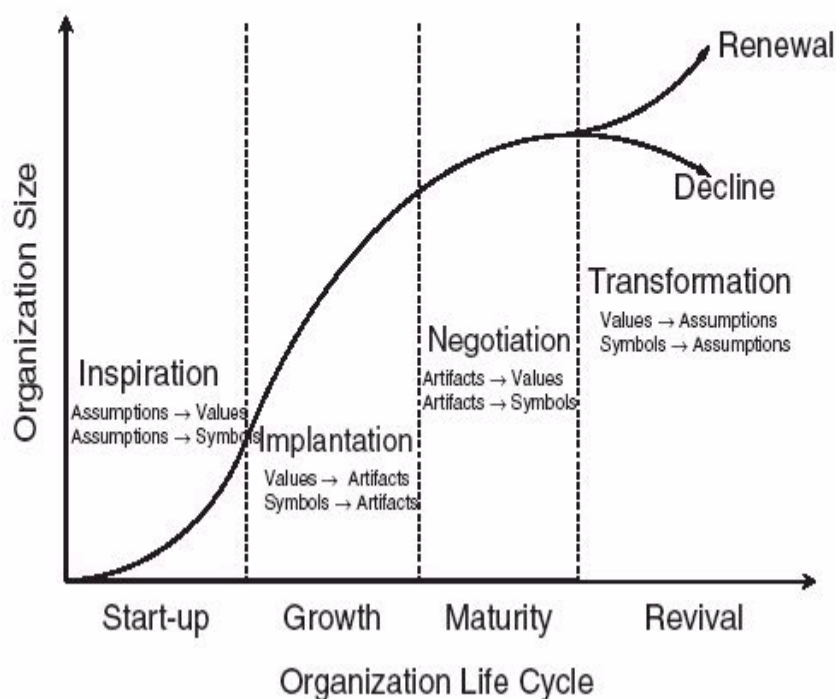 Renewal
Decline
Organization Size
Transformation
Values → Assumptions
Symbols → Assumptions
Negotiation
Artifacts → Values
Artifacts → Symbols
Inspiration
Assumptions → Values
Assumptions → Symbols
Implantation
Values → Artifacts
Symbols → Artifacts
Start-up
Growth
Maturity
Revival
Organization Life Cycle